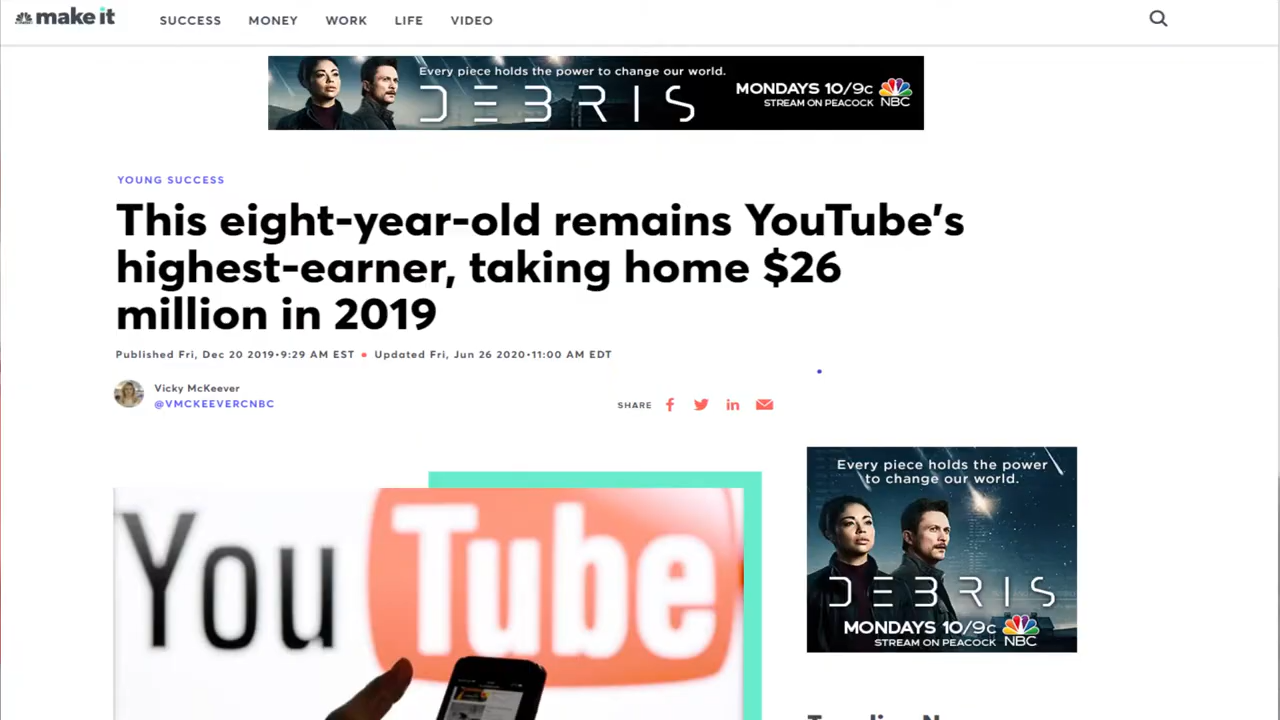 make it
SUCCESS MONEY WORK LIFE VIDEO
Every piece holds the power to change our world.
DEBRIS
MONDAYS 10/9c
STREAM ON PEACOCK
NBC
YOUNG SUCCESS
This eight-year-old remains YouTube's
highest-earner, taking home $26
million in 2019
Published Fri, Dec 20 2019•9:29 AM EST • Updated Fri, Jun 26 2020•11:00 AM EDT
Vicky McKeever
@VMCKEEVERCNBC
SHARE
You Tube
Every piece holds the power
to change our world.
DEBRIS
MONDAYS 10/9c
STREAM ON PEACOCK
NBC